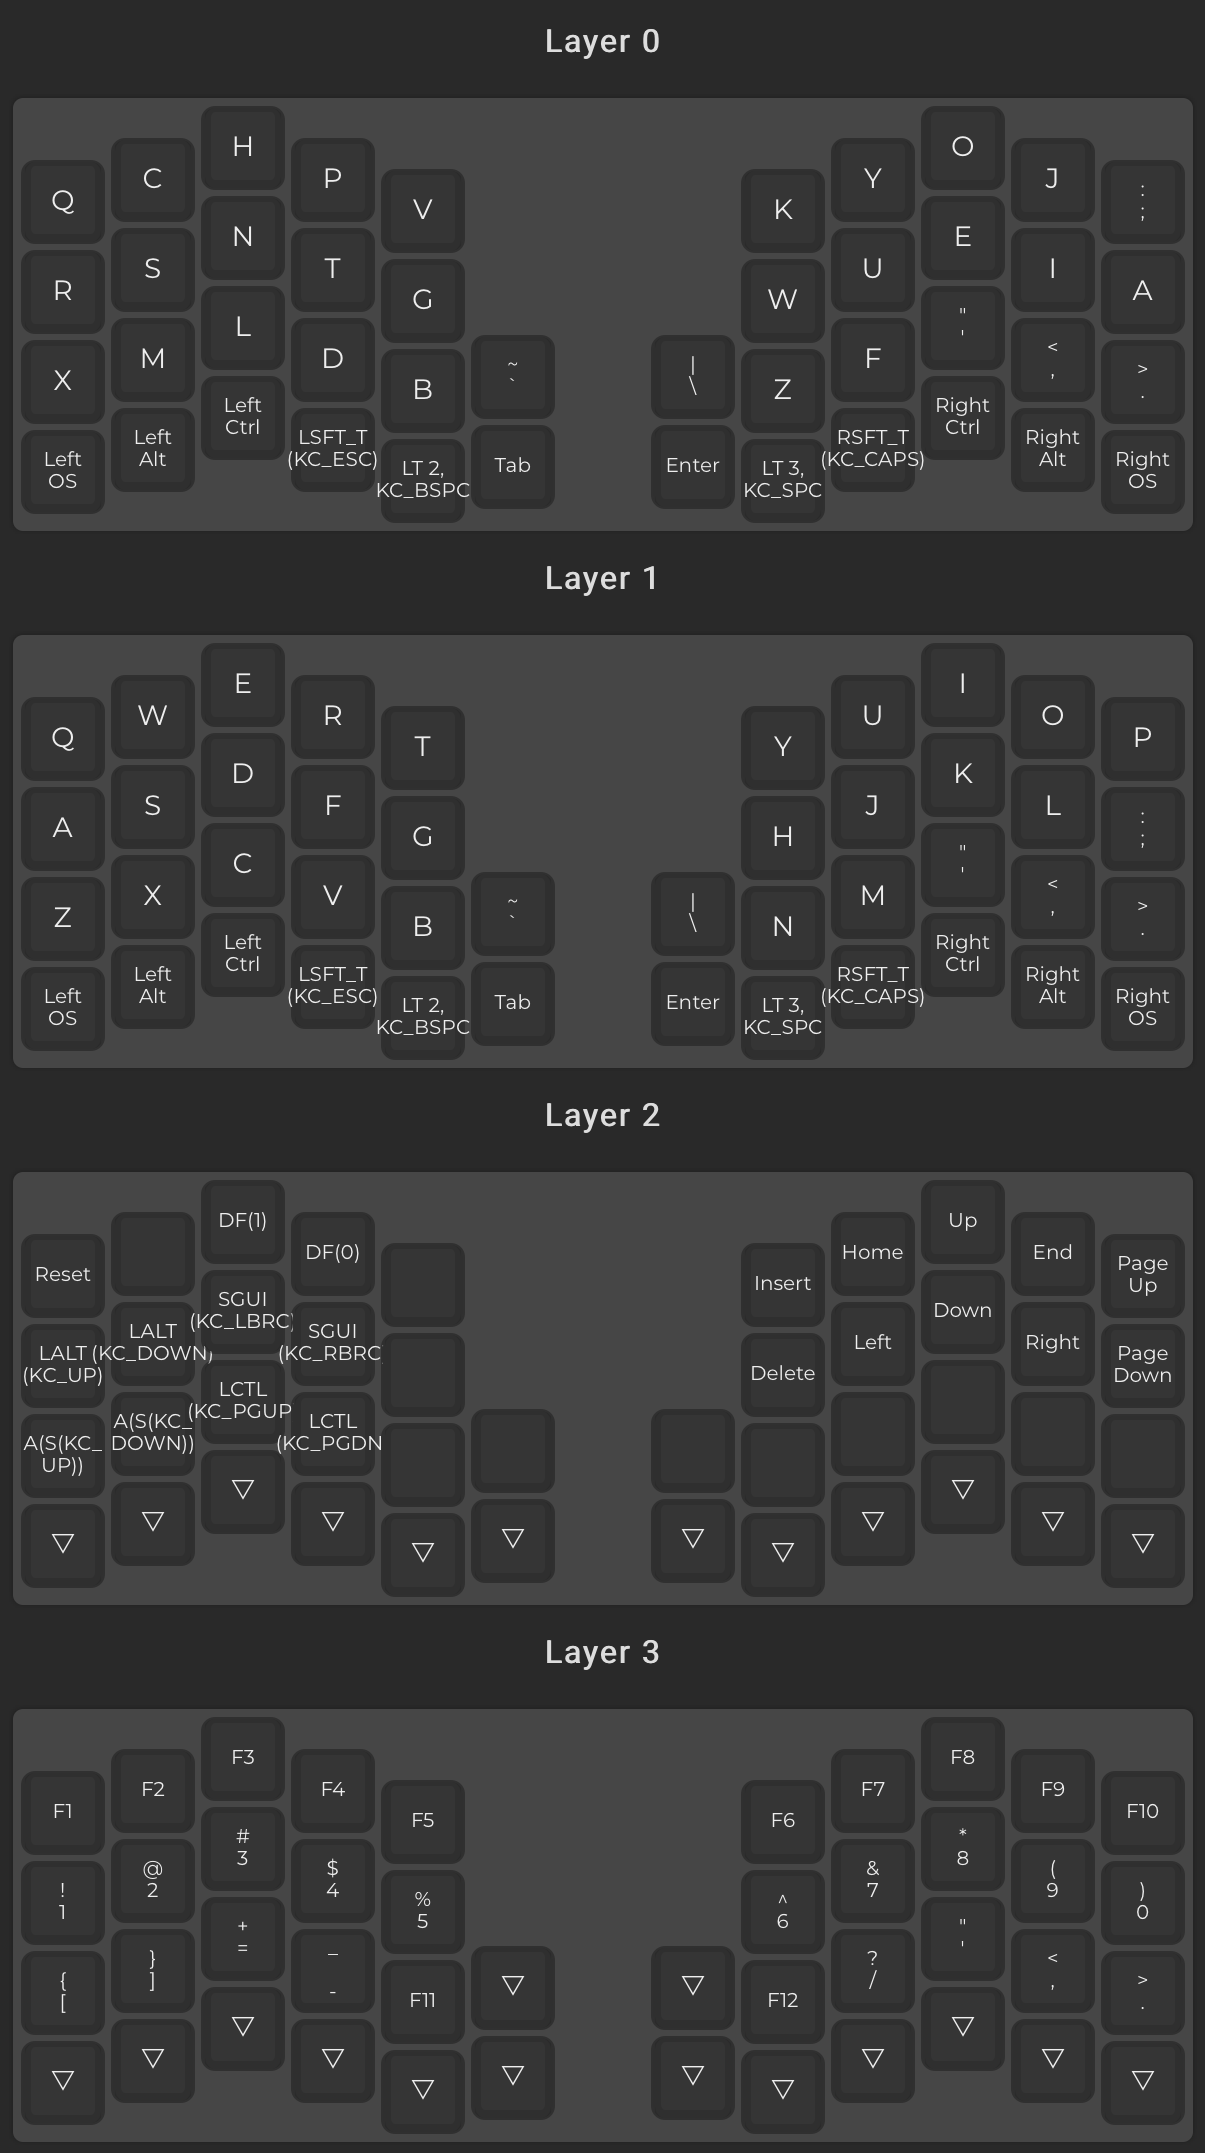 Layer 0
Q C H P V K Y O J : ;
R S N T G W U E I A
X M L D B ~ ` | \ Z F " ' < , > .
Left OS
Left Alt
Left Ctrl
LSFT_T
(KC_ESC)
LT 2,
KC_BSPC
Tab
Enter
LT 3,
KC_SPC
RSFT_T
(KC_CAPS)
Right Ctrl
Right Alt
Right OS
Layer 1
Q W E R T Y U I O P
A S D F G H J K L : ;
Z X C V B ~ ` | \ N M " ' < , > .
Left OS
Left Alt
Left Ctrl
LSFT_T
(KC_ESC)
LT 2,
KC_BSPC
Tab
Enter
LT 3,
KC_SPC
RSFT_T
(KC_CAPS)
Right Ctrl
Right Alt
Right OS
Layer 2
Reset
DF(1)
DF(0)
Insert
Home
Up
End
Page Up
LALT
(KC_UP)
LALT
(KC_DOWN)
SGUI
(KC_LBRC)
SGUI
(KC_RBRC
Delete
Left
Down
Right
Page Down
A(S(KC_
UP))
A(S(KC_
DOWN))
LCTL
(KC_PGUP
LCTL
(KC_PGDN
▽ ▽ ▽ ▽ ▽ ▽ ▽ ▽ ▽ ▽ ▽ ▽
Layer 3
F1 F2 F3 F4 F5 F6 F7 F8 F9 F10
! 1 @ 2 # 3 $ 4 % 5 ^ 6 & 7 * 8 ( 9 ) 0
{ [ } ] + = _ - F11 ▽ ▽ F12 ? / " ' < , > .
▽ ▽ ▽ ▽ ▽ ▽ ▽ ▽ ▽ ▽ ▽ ▽